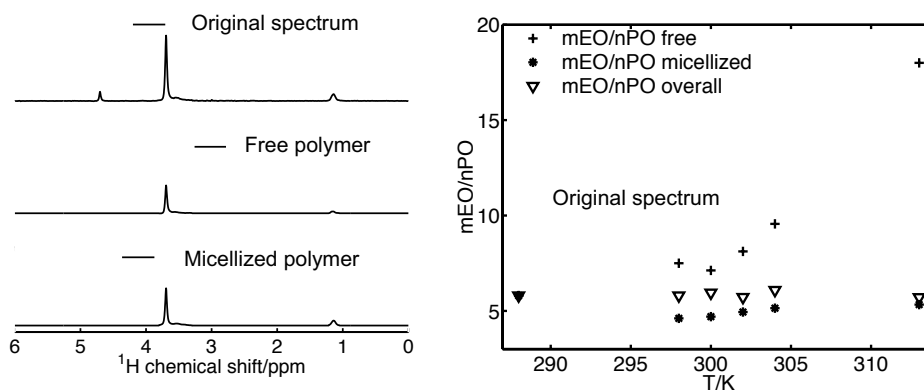 Original spectrum
Free polymer
Micellized polymer
6 5 4 3 2 1 0
1H chemical shift/ppm
20
15
10
5
mEO/nPO
+ mEO/nPO free
* mEO/nPO micellized
▽ mEO/nPO overall
Original spectrum
290 295 300 305 310
T/K